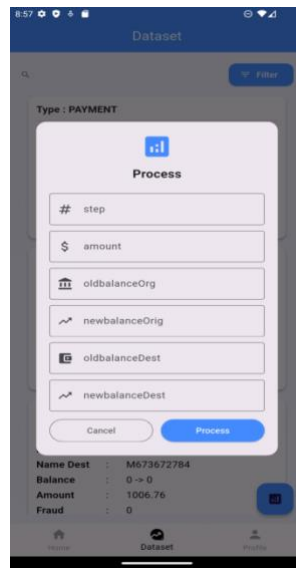 8:57
Dataset
Filter
Type : PAYMENT
Process
# step
$ amount
oldbalanceOrg
newbalanceOrig
oldbalanceDest
newbalanceDest
Cancel Process
Name Dest : M673672784
Balance : 0 -> 0
Amount : 1006.76
Fraud : 0
Home Dataset Profile